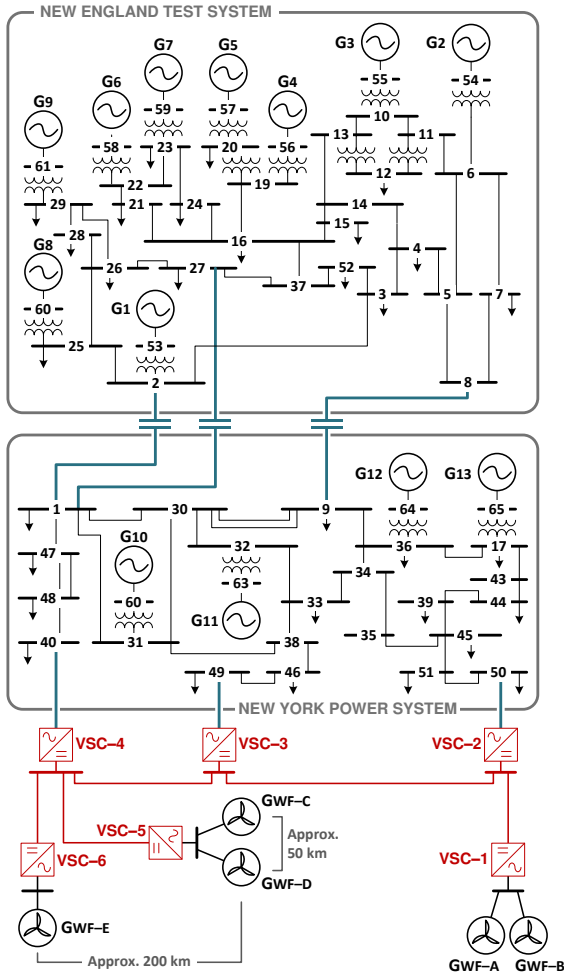 NEW ENGLAND TEST SYSTEM
G7 G5 G3 G2
G6 G4
G9
55 54
59 57 10
58 56 13 11
61 23 20
12 6
22 19
29 21 24 14
15
28 16 4
G8 26 27 52
37 3 5 7
G1
60
53
25
2 8
NEW YORK POWER SYSTEM
G12 G13
1 30 9 64 65
G10
47 32 36 17
34
60 63 43
48 33 39 44
G11
40 31 38 35 45
49 46 51 50
VSC–4 VSC–3 VSC–2
VSC–5 GWF–C
Approx.
50 km
VSC–6 VSC–1
GWF–D
GWF–E
Approx. 200 km
GWF–A GWF–B